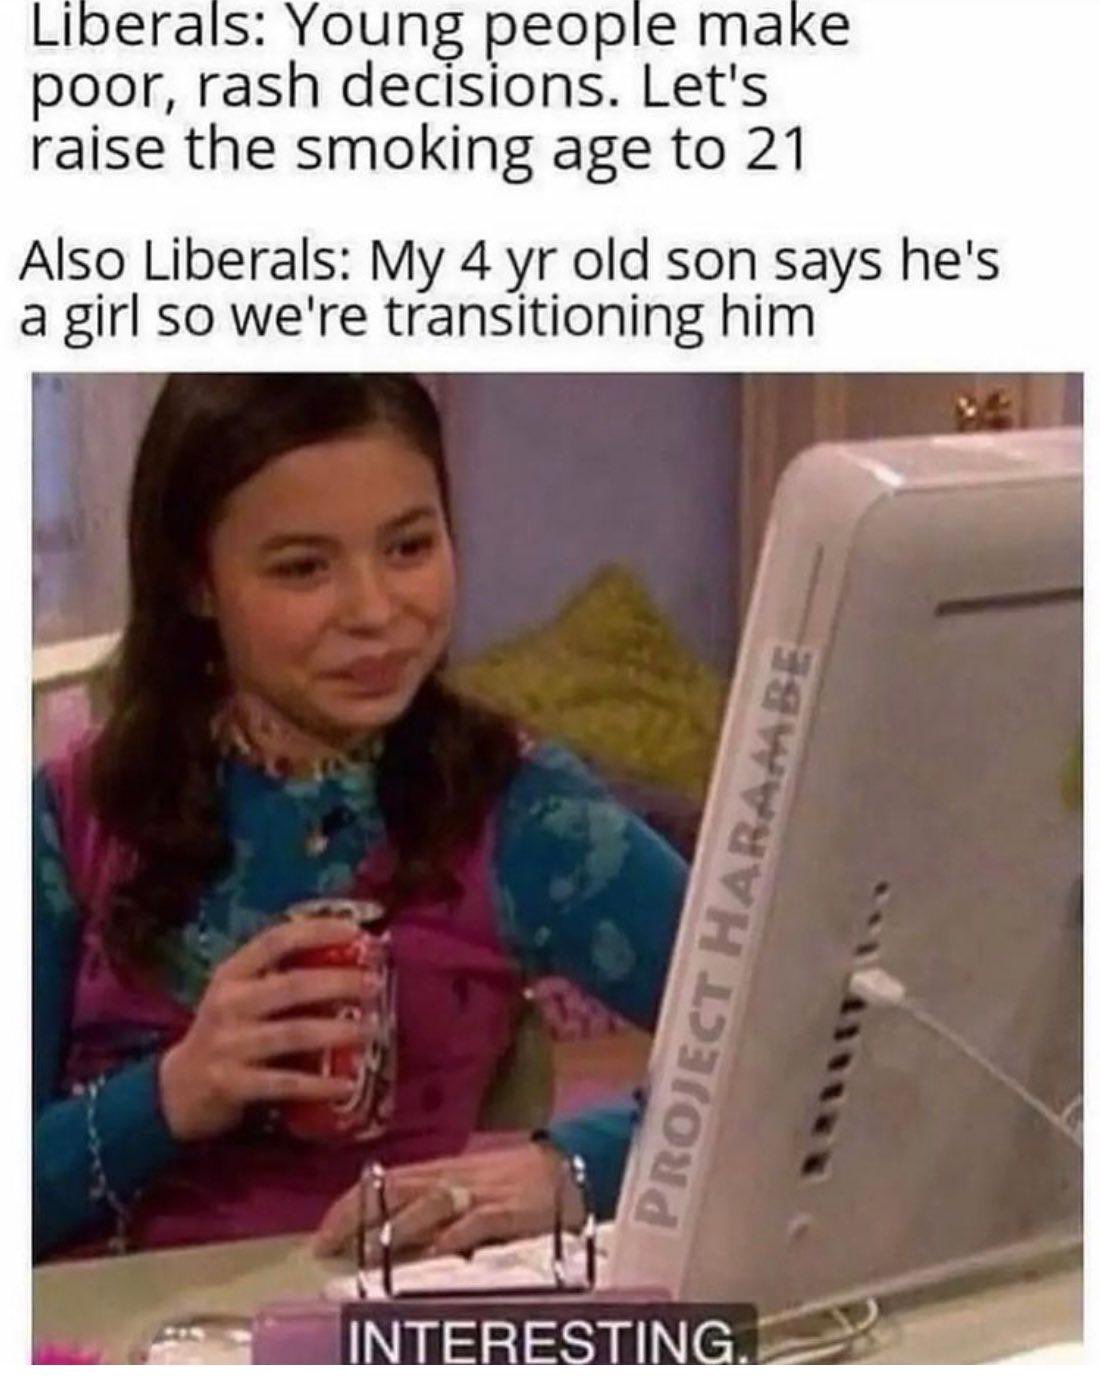 Liberals: Young people make
poor, rash decisions. Let's
raise the smoking age to 21
Also Liberals: My 4 yr old son says he's
a girl so we're transitioning him
PROJECT HARAMBE
INTERESTING.